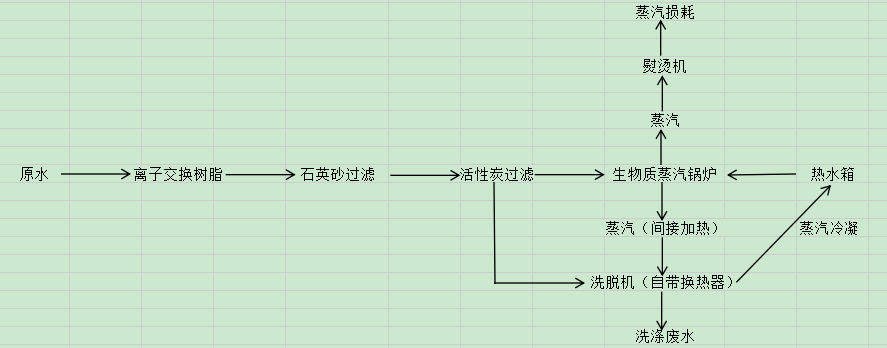 蒸汽损耗
熨烫机
蒸汽
原水
离子交换树脂
石英砂过滤
活性炭过滤
生物质蒸汽锅炉
热水箱
蒸汽（间接加热）
蒸汽冷凝
洗脱机（自带换热器）
洗涤废水